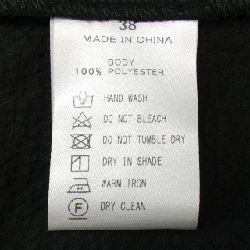 38
MADE IN CHINA
BODY
100% POLYESTER
HAND WASH
DO NOT BLEACH
DO NOT TUMBLE DRY
DRY IN SHADE
WARM IRON
F DRY CLEAN